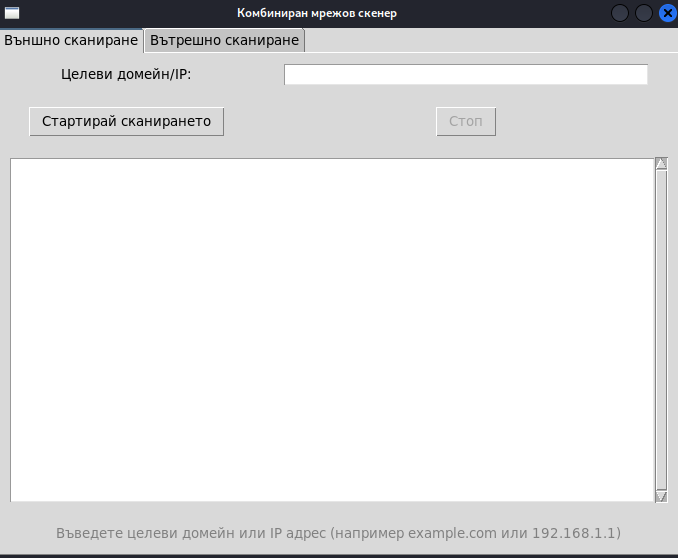 Комбиниран мрежов скенер
Външно сканиране Вътрешно сканиране
Целеви домейн/IP:
Стартирай сканирането Стоп
Въведете целеви домейн или IP адрес (например example.com или 192.168.1.1)